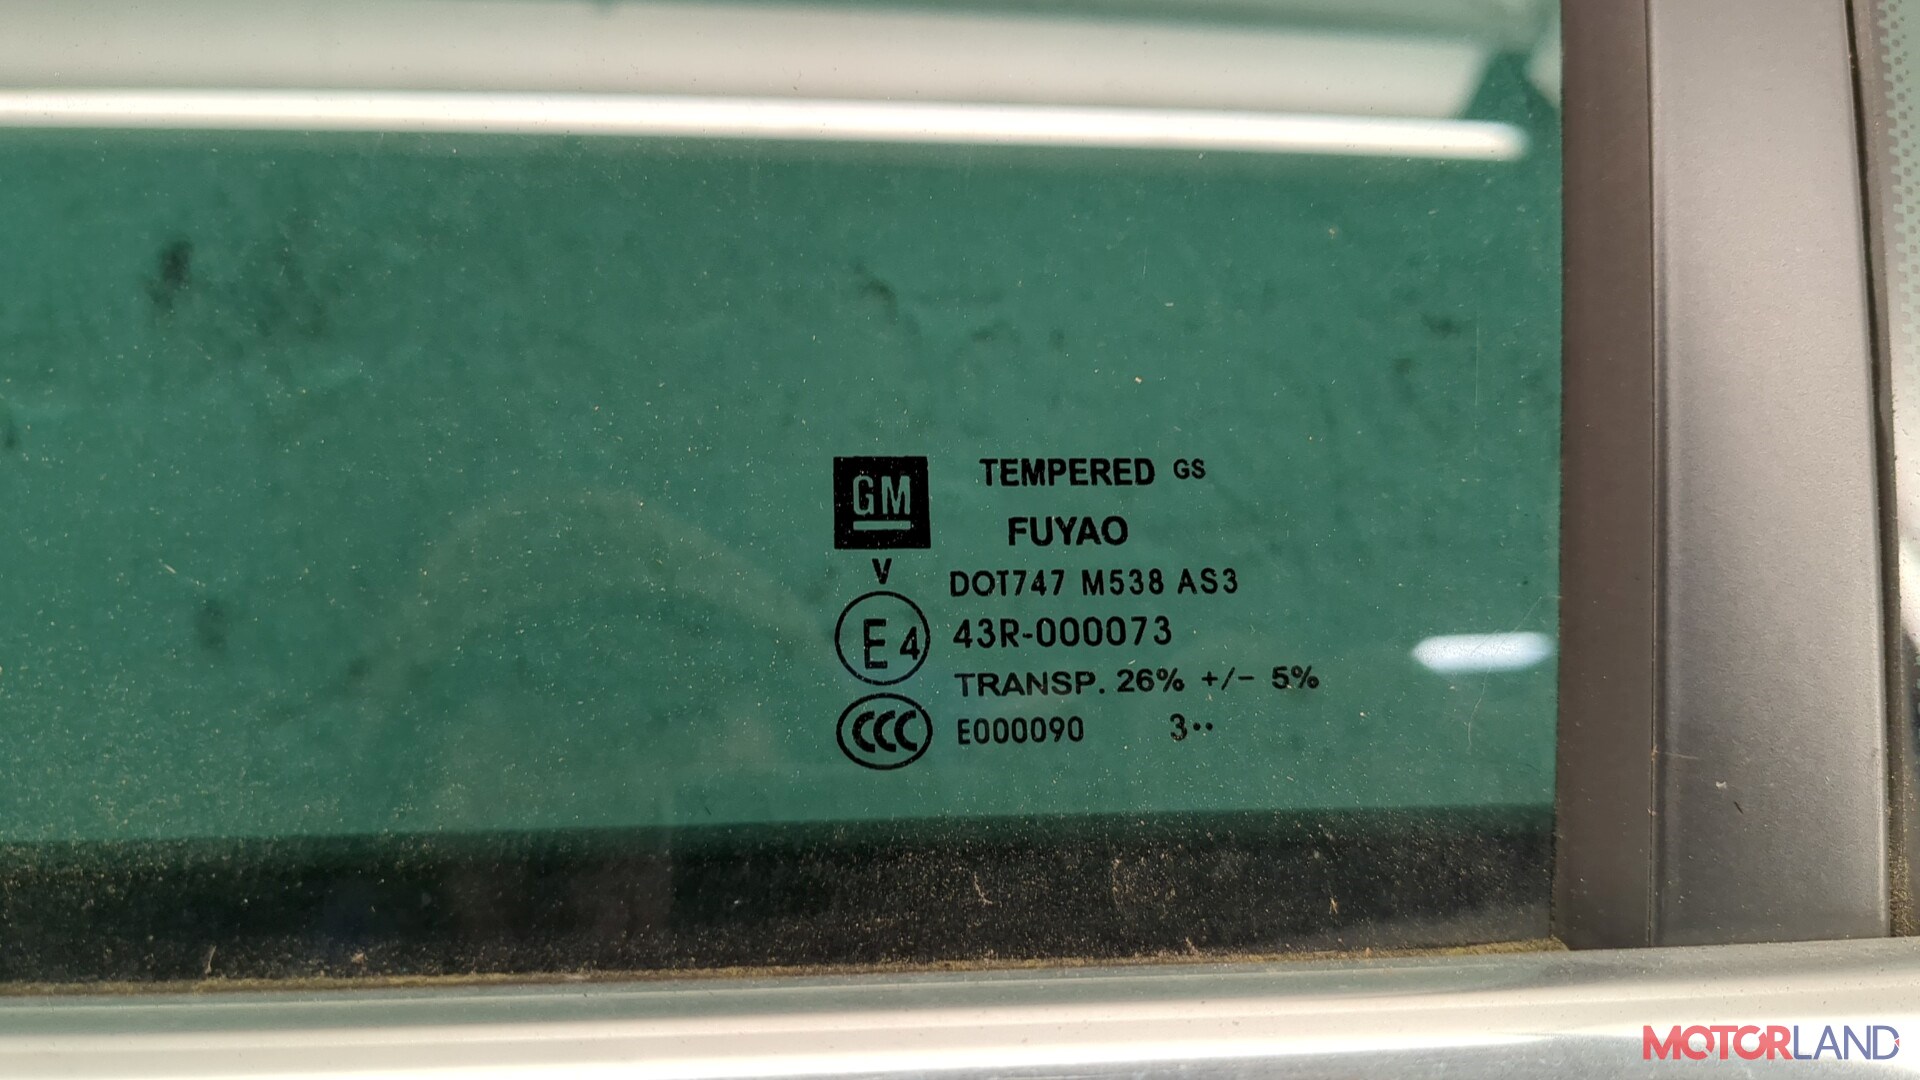 GM
TEMPERED GS
FUYAO
V
DOT747 M538 AS3
E4 43R-000073
TRANSP. 26% +/- 5%
CCC E000090 3••
MOTORLAND